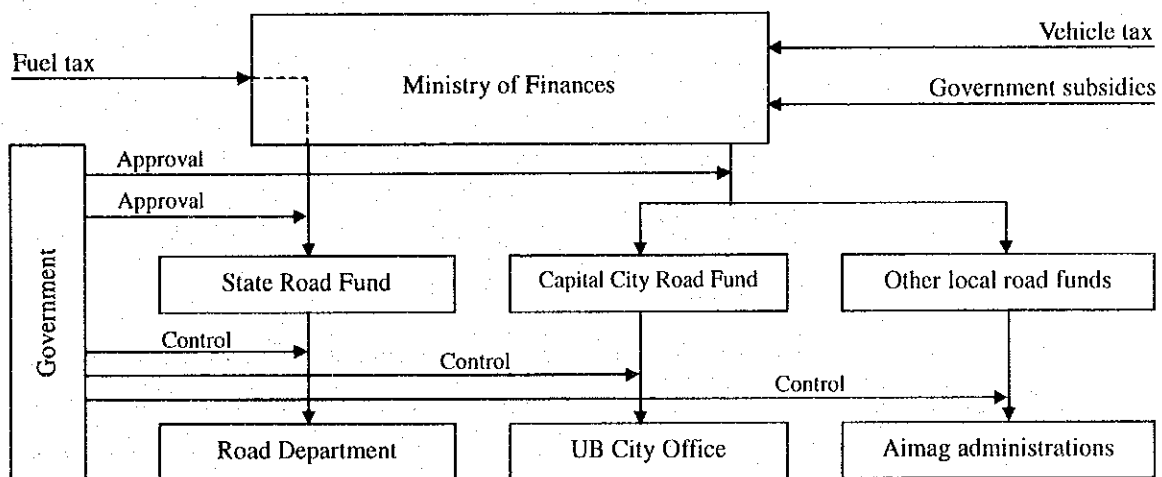 Vehicle tax
Fuel tax
Ministry of Finances
Government subsidics
Approval
Approval
Government
State Road Fund
Capital City Road Fund
Other local road funds
Control
Control
Control
Road Department
UB City Office
Aimag administrations